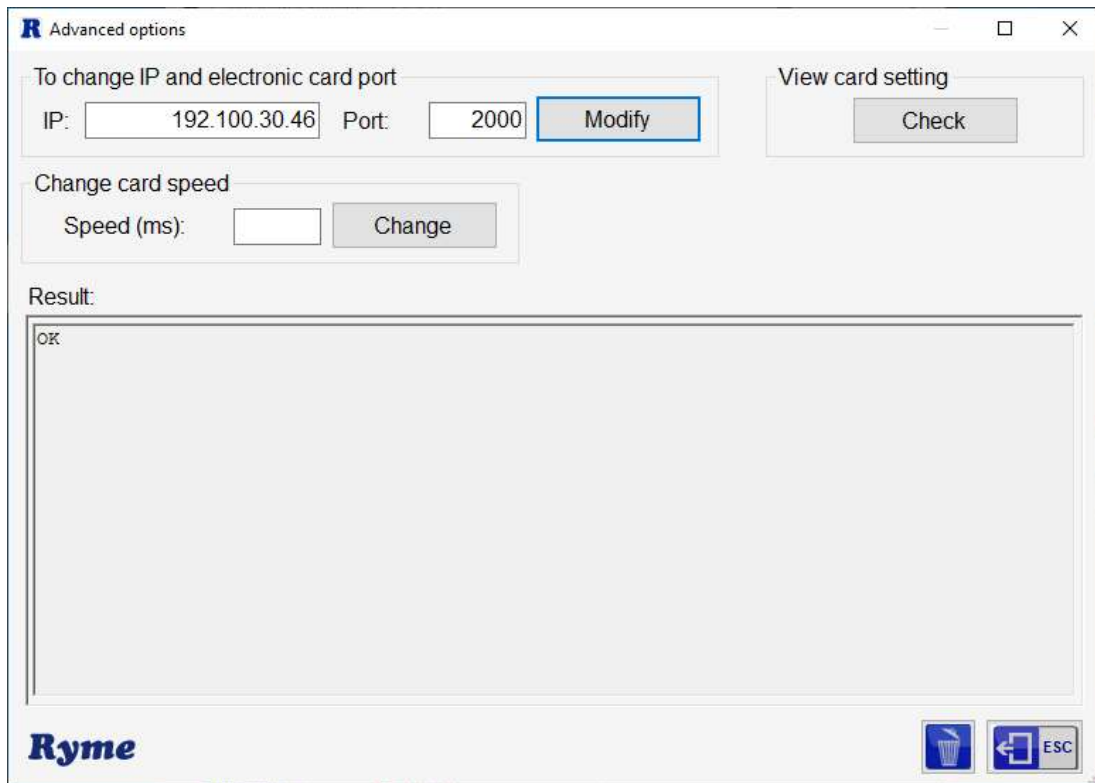 R Advanced options
To change IP and electronic card port
View card setting
IP: 192.100.30.46 Port: 2000 Modify
Check
Change card speed
Speed (ms): Change
Result:
OK
Ryme
ESC